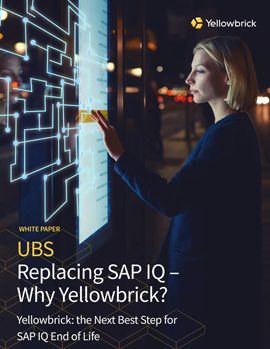 Yellowbrick
WHITE PAPER
UBS
Replacing SAP IQ –
Why Yellowbrick?
Yellowbrick: the Next Best Step for
SAP IQ End of Life